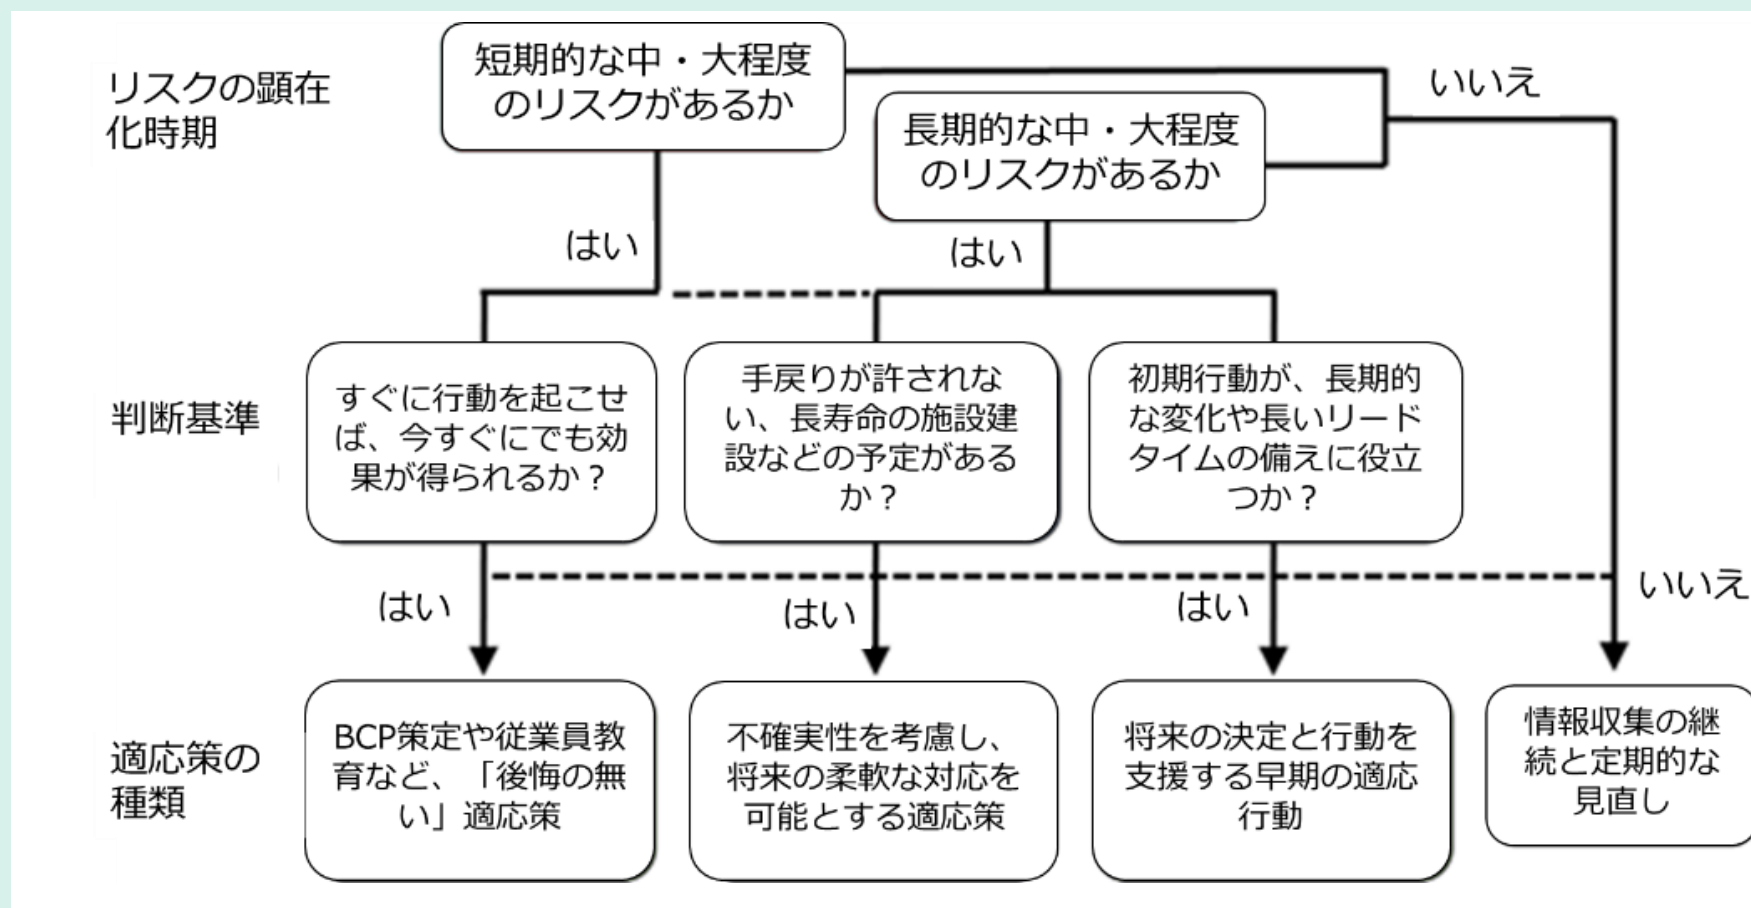 リスクの顕在
化時期
短期的な中・大程度
のリスクがあるか
長期的な中・大程度
のリスクがあるか
いいえ
はい
はい
判断基準
すぐに行動を起こせ
ば、今すぐにでも効
果が得られるか？
手戻りが許されな
い、長寿命の施設建
設などの予定がある
か？
初期行動が、長期的
な変化や長いリード
タイムの備えに役立
つか？
はい
はい
はい
いいえ
適応策の
種類
BCP策定や従業員教
育など、「後悔の無
い」適応策
不確実性を考慮し、
将来の柔軟な対応を
可能とする適応策
将来の決定と行動を
支援する早期の適応
行動
情報収集の継
続と定期的な
見直し